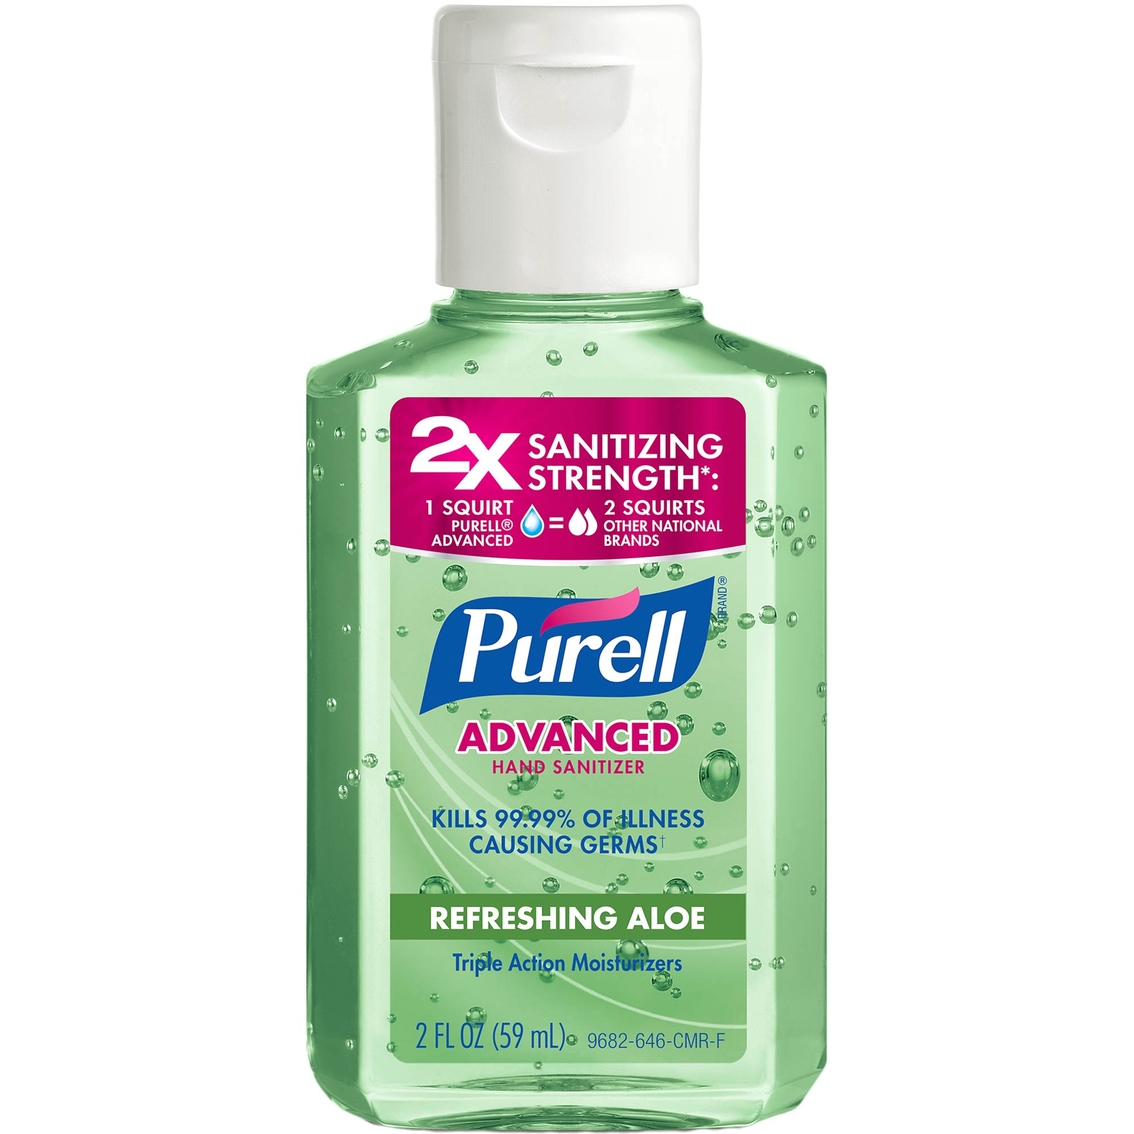 2X SANITIZING
STRENGTH*:
1 SQUIRT
PURELL®
ADVANCED
=
2 SQUIRTS
OTHER NATIONAL
BRANDS
Purell
BRAND®
ADVANCED
HAND SANITIZER
KILLS 99.99% OF ILLNESS
CAUSING GERMS†
REFRESHING ALOE
Triple Action Moisturizers
2 FL OZ (59 mL)
9682-646-CMR-F